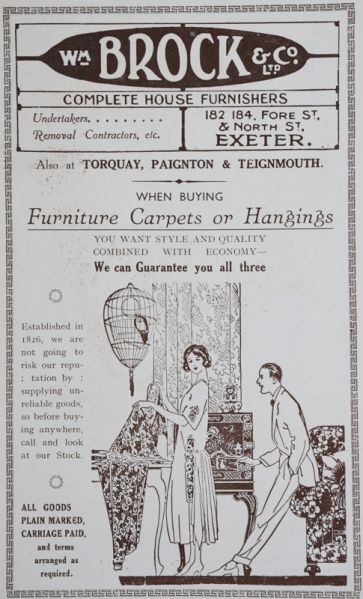 WM BROCK & Co. LTD
COMPLETE HOUSE FURNISHERS
Undertakers. . . . . . . . .
Removal Contractors, etc.
182 184, FORE ST,
& NORTH ST,
EXETER.
Also at TORQUAY, PAIGNTON & TEIGNMOUTH.
WHEN BUYING
Furniture Carpets or Hangings
YOU WANT STYLE AND QUALITY
COMBINED WITH ECONOMY—
We can Guarantee you all three
Established in
1826, we are
not going to
risk our repu-
: tation by :
supplying un-
reliable goods,
so before buy-
ing anywhere,
call and look
at our Stock.
ALL GOODS
PLAIN MARKED,
CARRIAGE PAID,
and terms
arranged as
required.